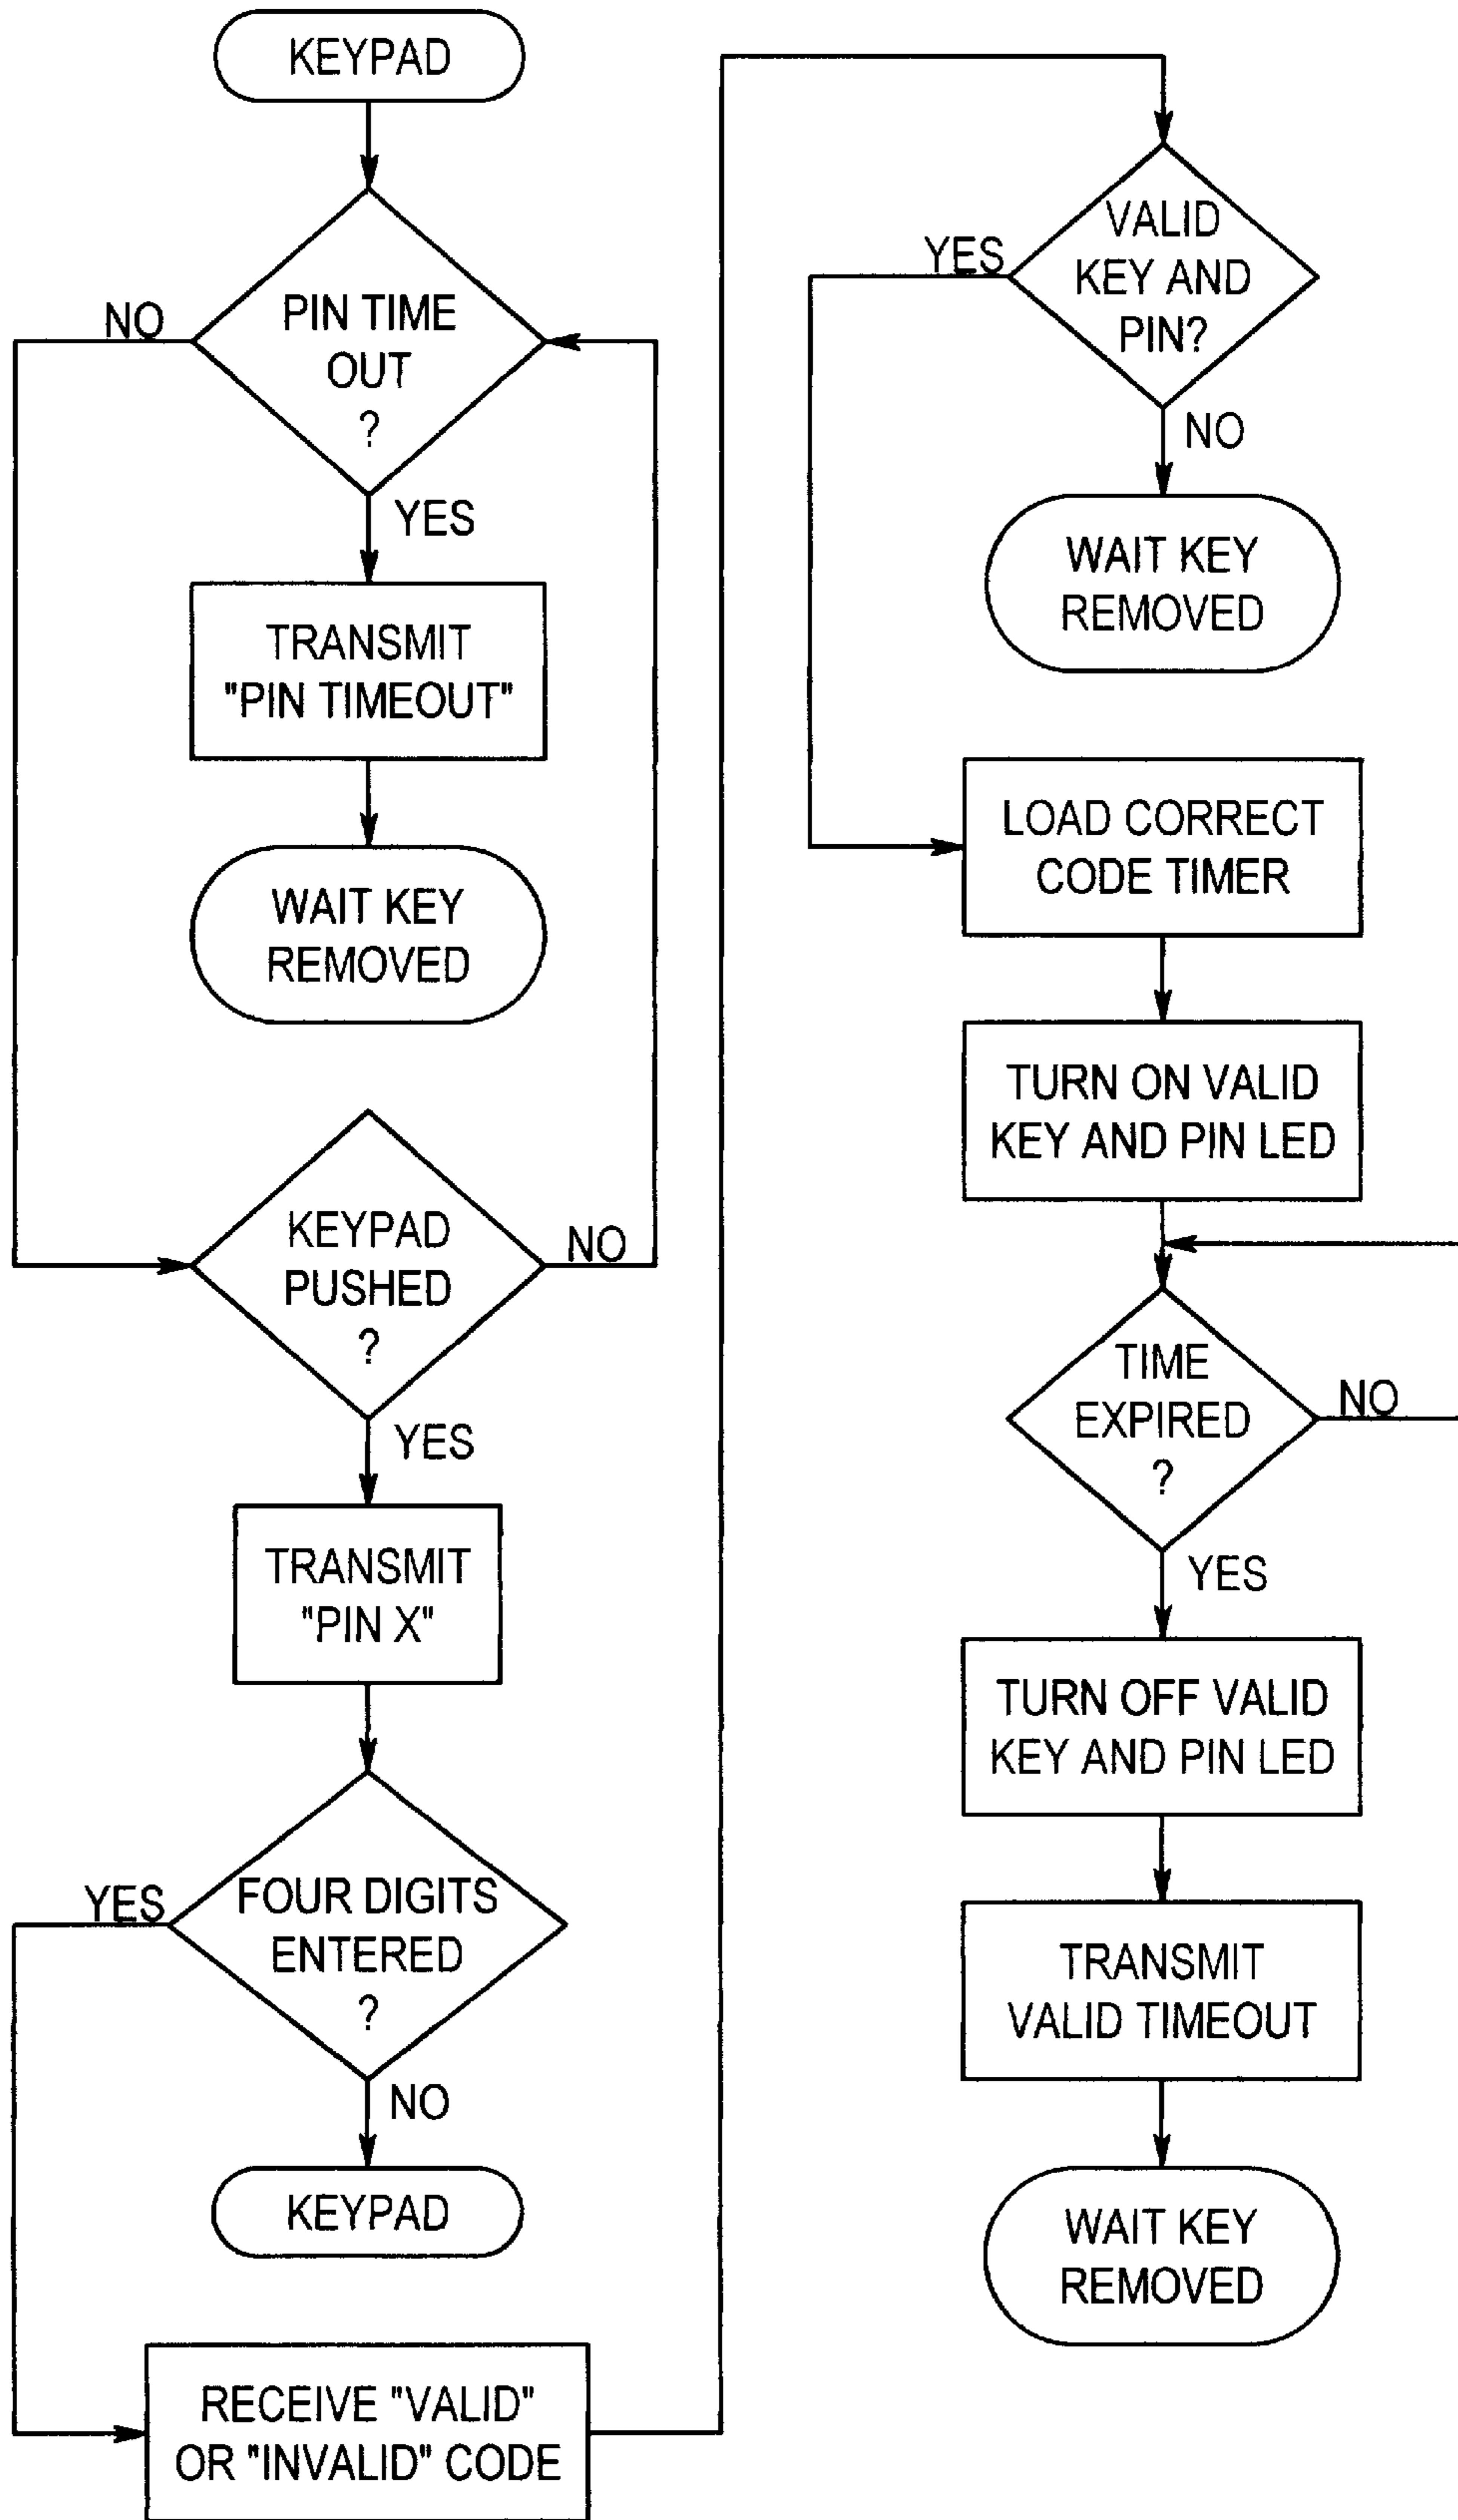 KEYPAD
NO
PIN TIME
OUT
?
YES
TRANSMIT
"PIN TIMEOUT"
WAIT KEY
REMOVED
KEYPAD
PUSHED
?
NO
YES
TRANSMIT
"PIN X"
YES
FOUR DIGITS
ENTERED
?
NO
KEYPAD
RECEIVE "VALID"
OR "INVALID" CODE
YES
VALID
KEY AND
PIN?
NO
WAIT KEY
REMOVED
LOAD CORRECT
CODE TIMER
TURN ON VALID
KEY AND PIN LED
TIME
EXPIRED
?
NO
YES
TURN OFF VALID
KEY AND PIN LED
TRANSMIT
VALID TIMEOUT
WAIT KEY
REMOVED